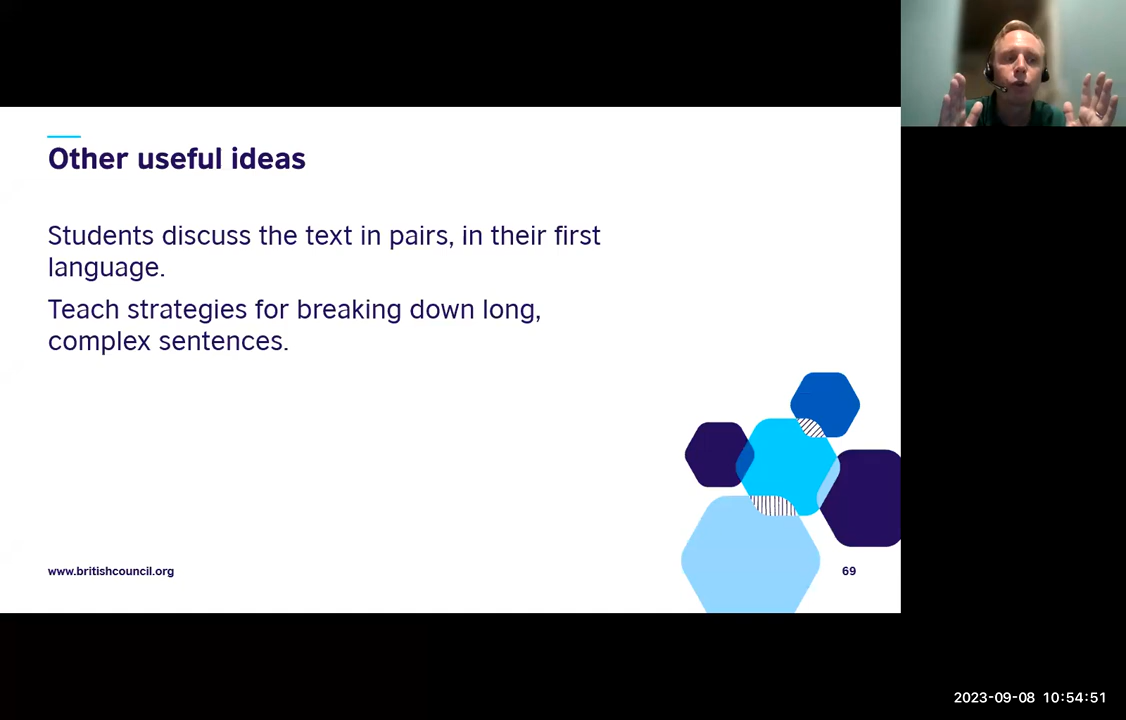 Other useful ideas
Students discuss the text in pairs, in their first
language.
Teach strategies for breaking down long,
complex sentences.
www.britishcouncil.org
69
2023-09-08 10:54:51